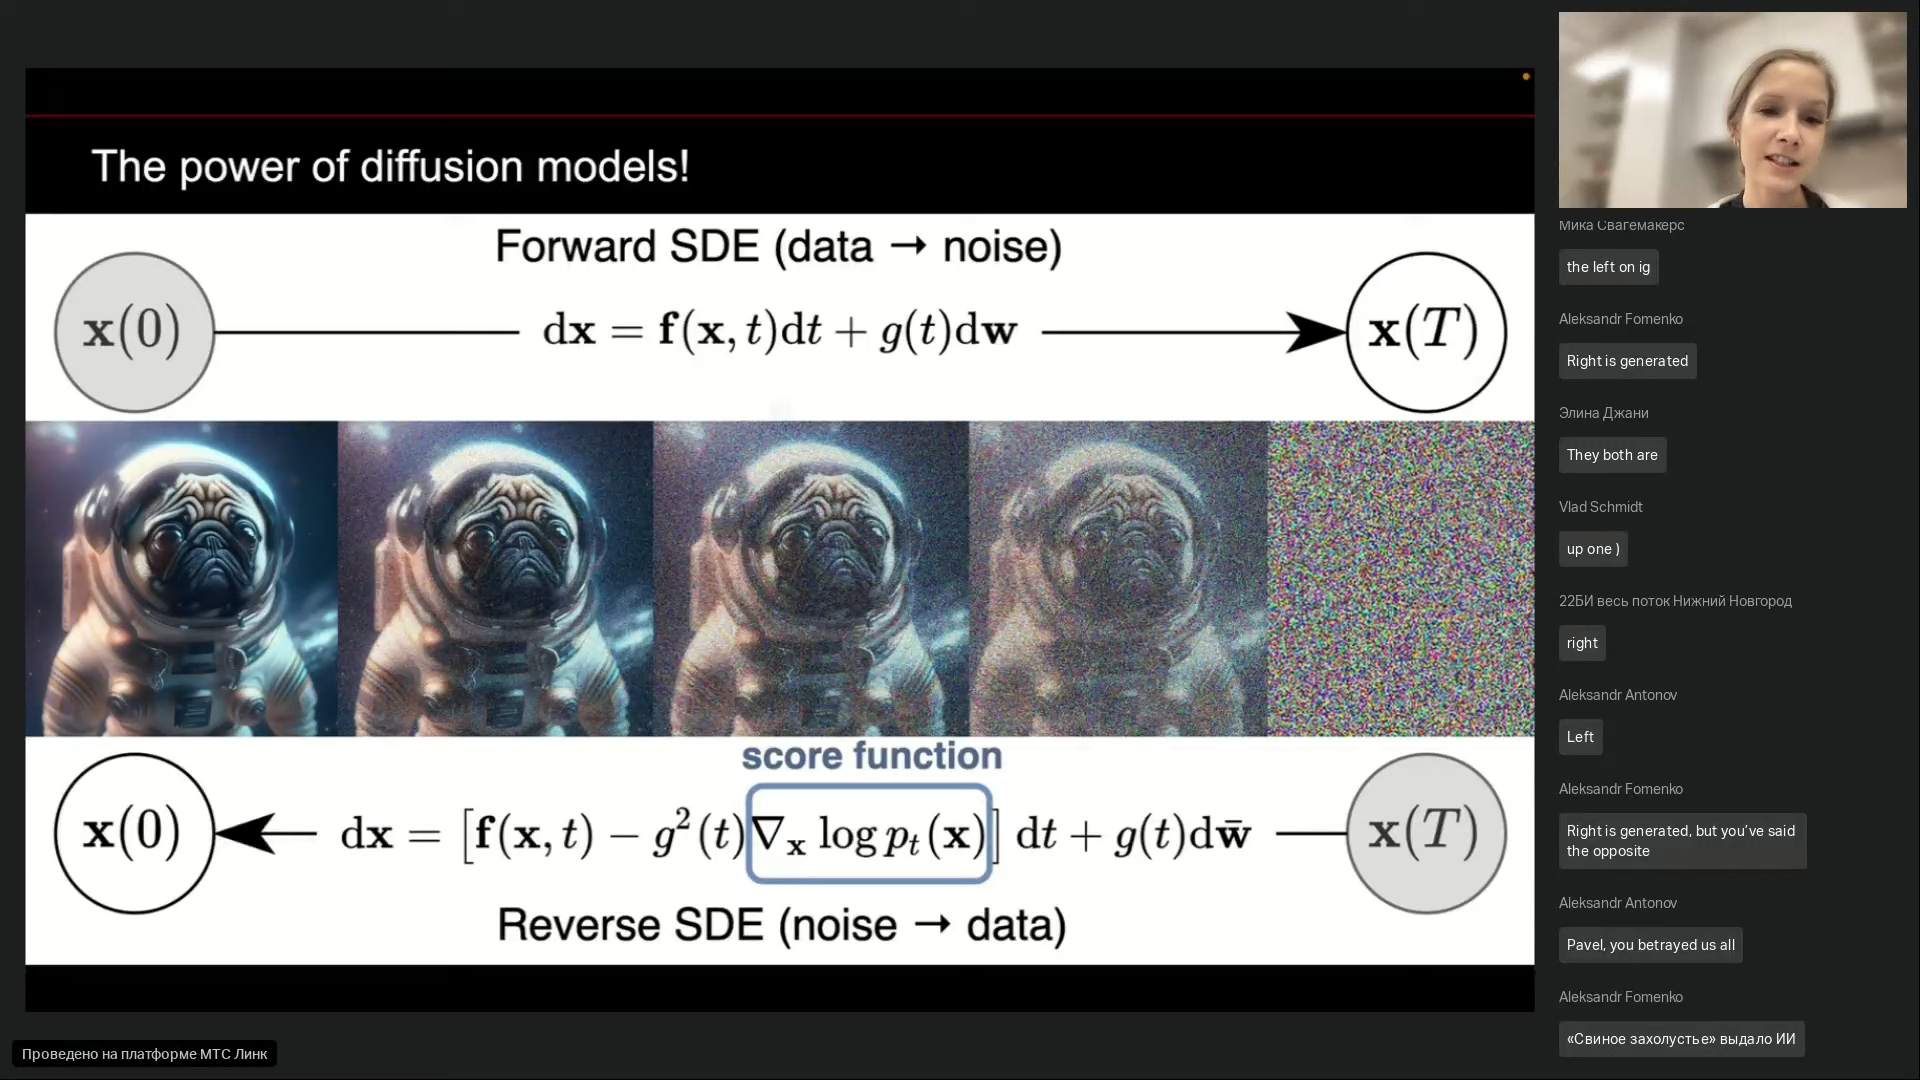 The power of diffusion models!
Forward SDE (data → noise)
x(0)
dx = f(x, t)dt + g(t)dw
x(T)
score function
x(0)
dx = [f(x, t) − g²(t)∇ₓ log pₜ(x)] dt + g(t)dw̄
x(T)
Reverse SDE (noise → data)
Проведено на платформе МТС Линк
Мика Свагемакерс
the left on ig
Aleksandr Fomenko
Right is generated
Элина Джани
They both are
Vlad Schmidt
up one )
22БИ весь поток Нижний Новгород
right
Aleksandr Antonov
Left
Aleksandr Fomenko
Right is generated, but you've said
the opposite
Aleksandr Antonov
Pavel, you betrayed us all
Aleksandr Fomenko
«Свиное захолустье» выдало ИИ